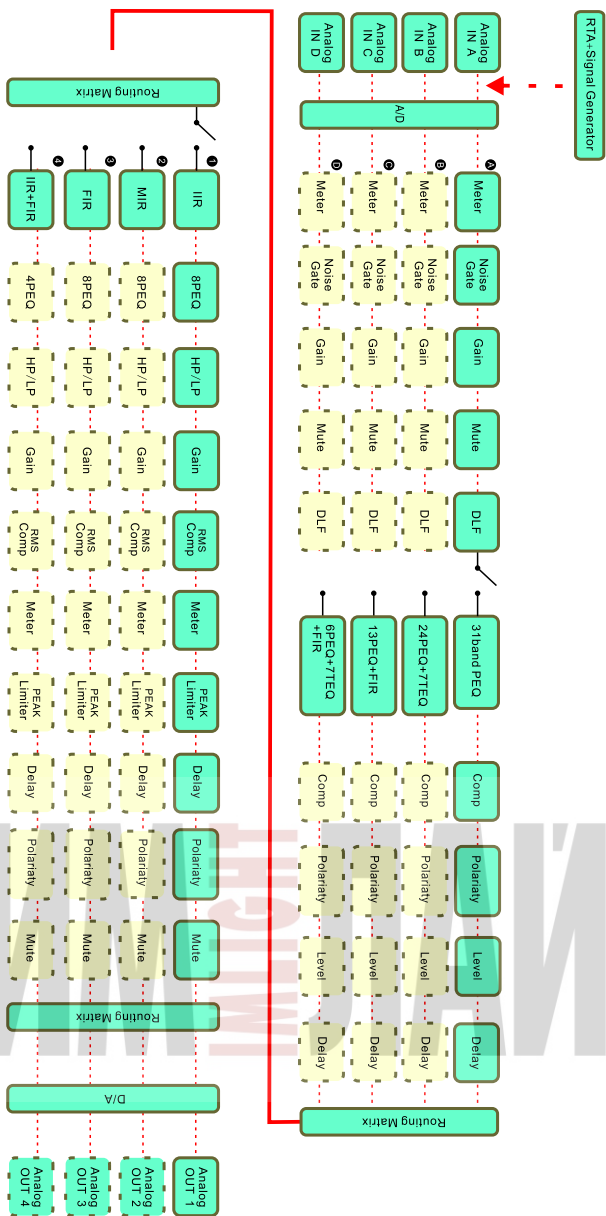 RTA+Signal Generator
Analog
IN A
Analog
IN B
Analog
IN C
Analog
IN D
A/D
A
Meter
Noise
Gate
Gain
Mute
DLF
31band PEQ
Comp
Polariaty
Level
Delay
B
Meter
Noise
Gate
Gain
Mute
DLF
24PEQ+7TEQ
Comp
Polariaty
Level
Delay
C
Meter
Noise
Gate
Gain
Mute
DLF
13PEQ+FIR
Comp
Polariaty
Level
Delay
D
Meter
Noise
Gate
Gain
Mute
DLF
6PEQ+7TEQ
+FIR
Comp
Polariaty
Level
Delay
Routing Matrix
Routing Matrix
1
IIR
8PEQ
HP/LP
Gain
RMS
Comp
Meter
PEAK
Limiter
Delay
Polariaty
Mute
2
MIR
8PEQ
HP/LP
Gain
RMS
Comp
Meter
PEAK
Limiter
Delay
Polariaty
Mute
3
FIR
8PEQ
HP/LP
Gain
RMS
Comp
Meter
PEAK
Limiter
Delay
Polariaty
Mute
4
IIR+FIR
4PEQ
HP/LP
Gain
RMS
Comp
Meter
PEAK
Limiter
Delay
Polariaty
Mute
Routing Matrix
D/A
Analog
OUT 1
Analog
OUT 2
Analog
OUT 3
Analog
OUT 4
ИМЛАЙТ
IMLIGHT